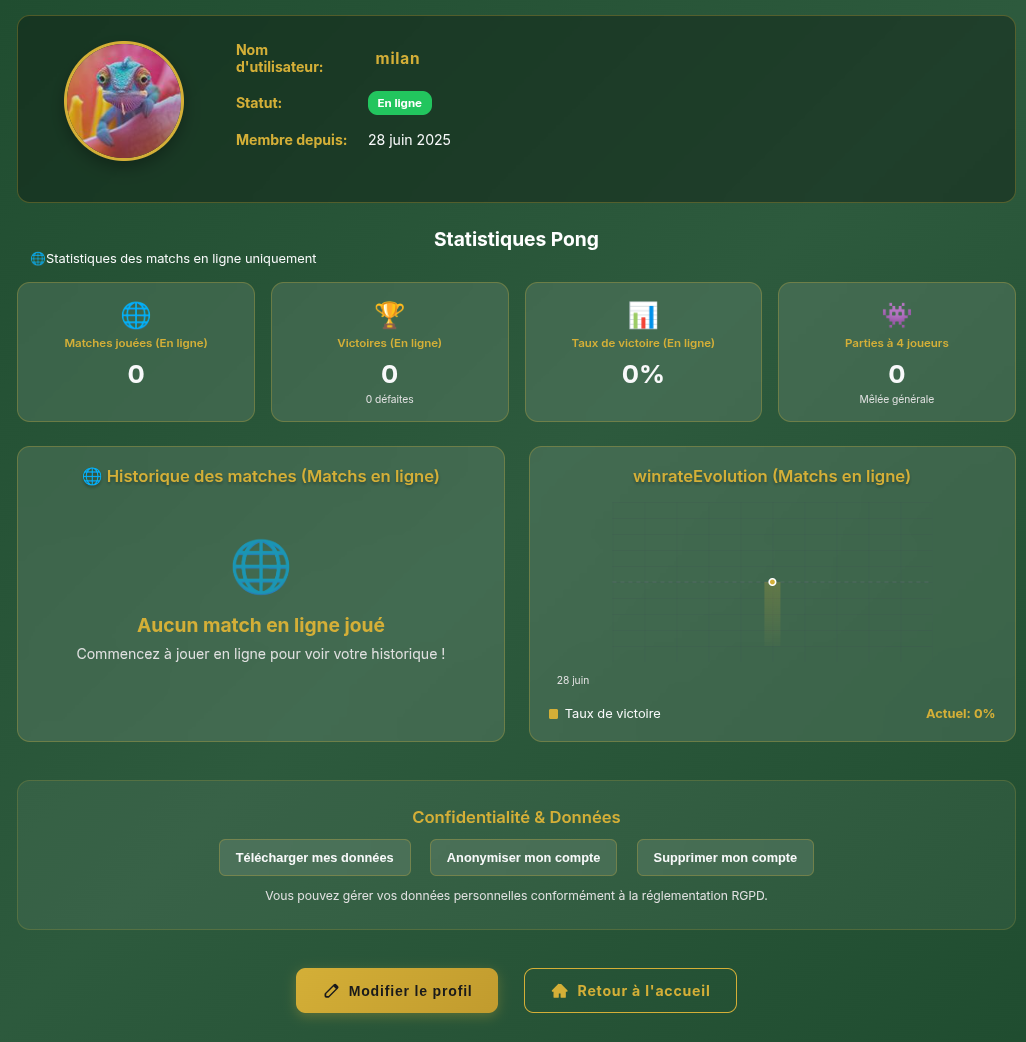 Nom
d'utilisateur:
milan
Statut:
En ligne
Membre depuis:
28 juin 2025
Statistiques Pong
🌐Statistiques des matchs en ligne uniquement
Matches jouées (En ligne)
0
Victoires (En ligne)
0
0 défaites
Taux de victoire (En ligne)
0%
Parties à 4 joueurs
0
Mêlée générale
🌐 Historique des matches (Matchs en ligne)
Aucun match en ligne joué
Commencez à jouer en ligne pour voir votre historique !
winrateEvolution (Matchs en ligne)
28 juin
Taux de victoire
Actuel: 0%
Confidentialité & Données
Télécharger mes données
Anonymiser mon compte
Supprimer mon compte
Vous pouvez gérer vos données personnelles conformément à la réglementation RGPD.
Modifier le profil
Retour à l'accueil